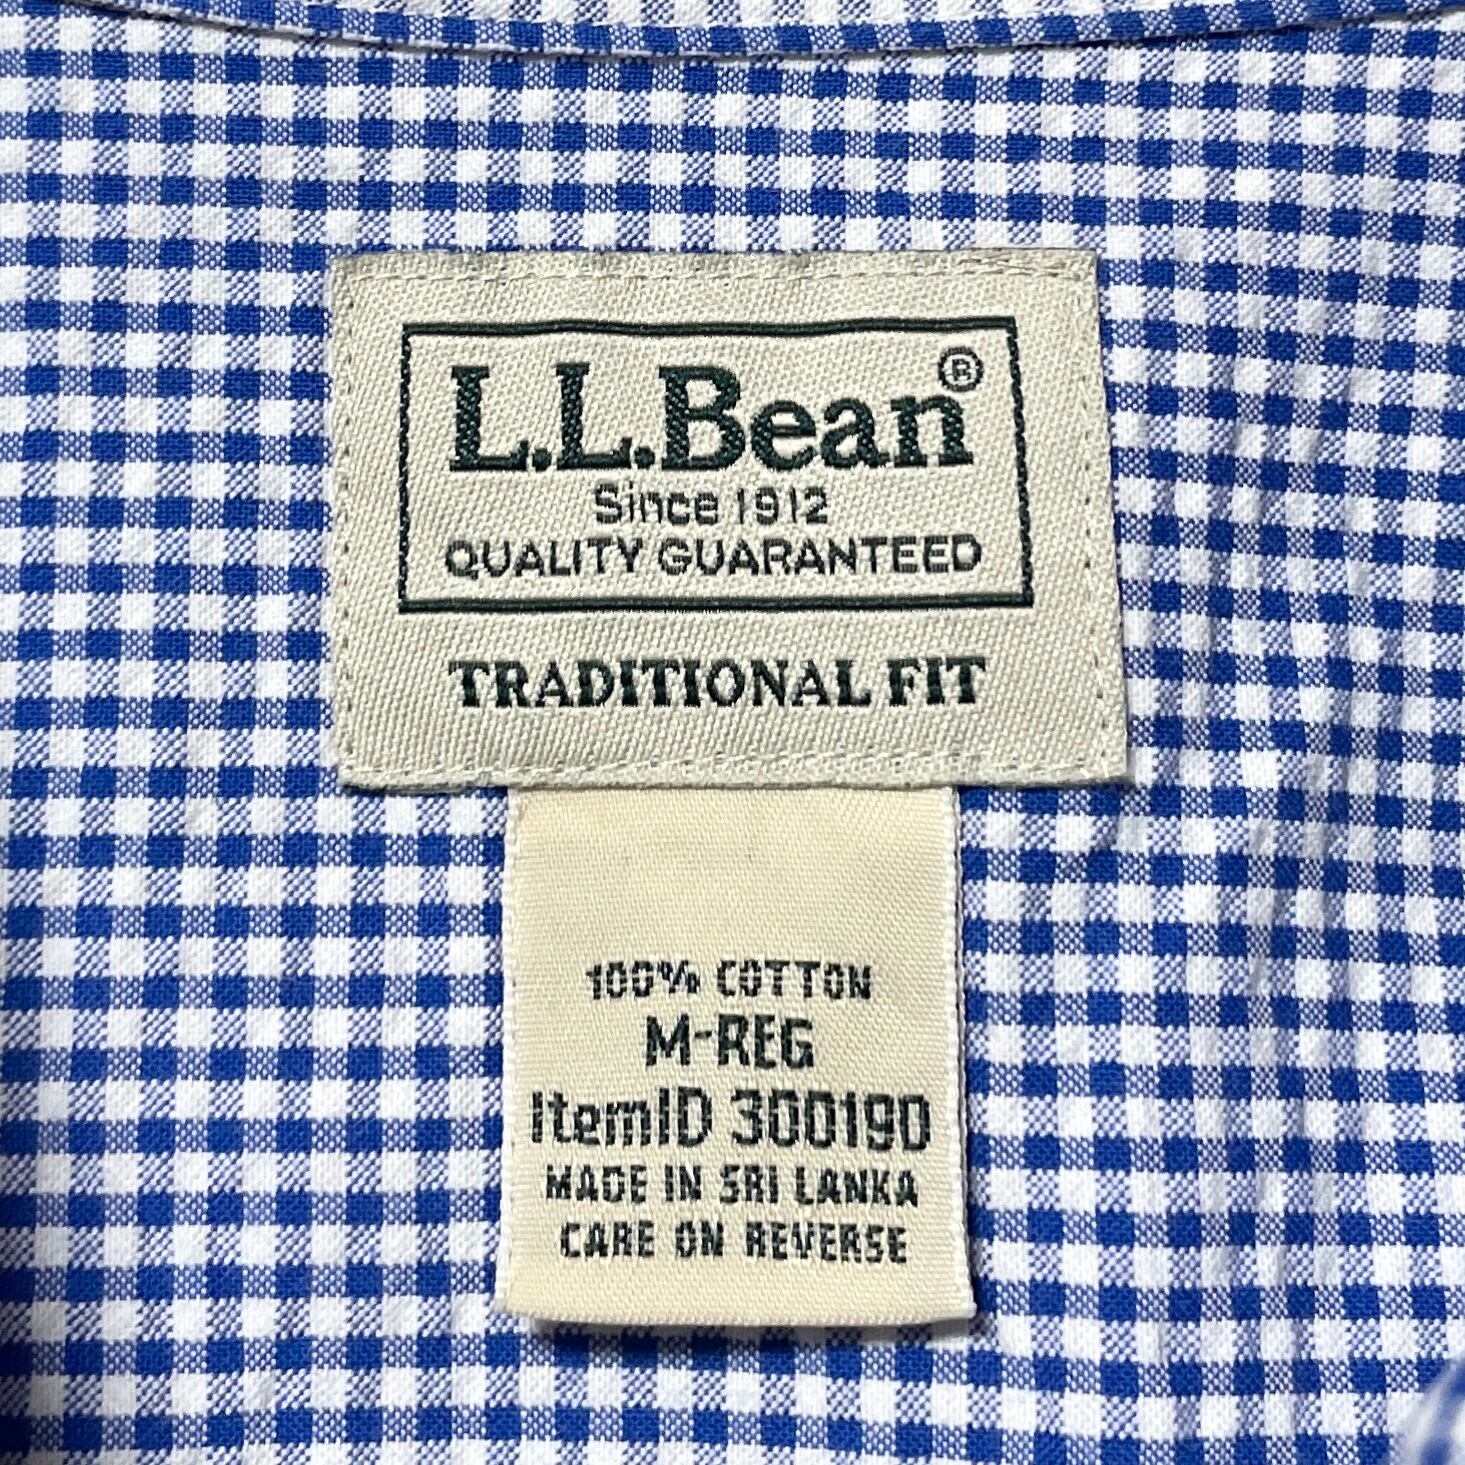 L.L.Bean®
Since 1912
QUALITY GUARANTEED
TRADITIONAL FIT
100% COTTON
M-REG
ItemID 300190
MADE IN SRI LANKA
CARE ON REVERSE